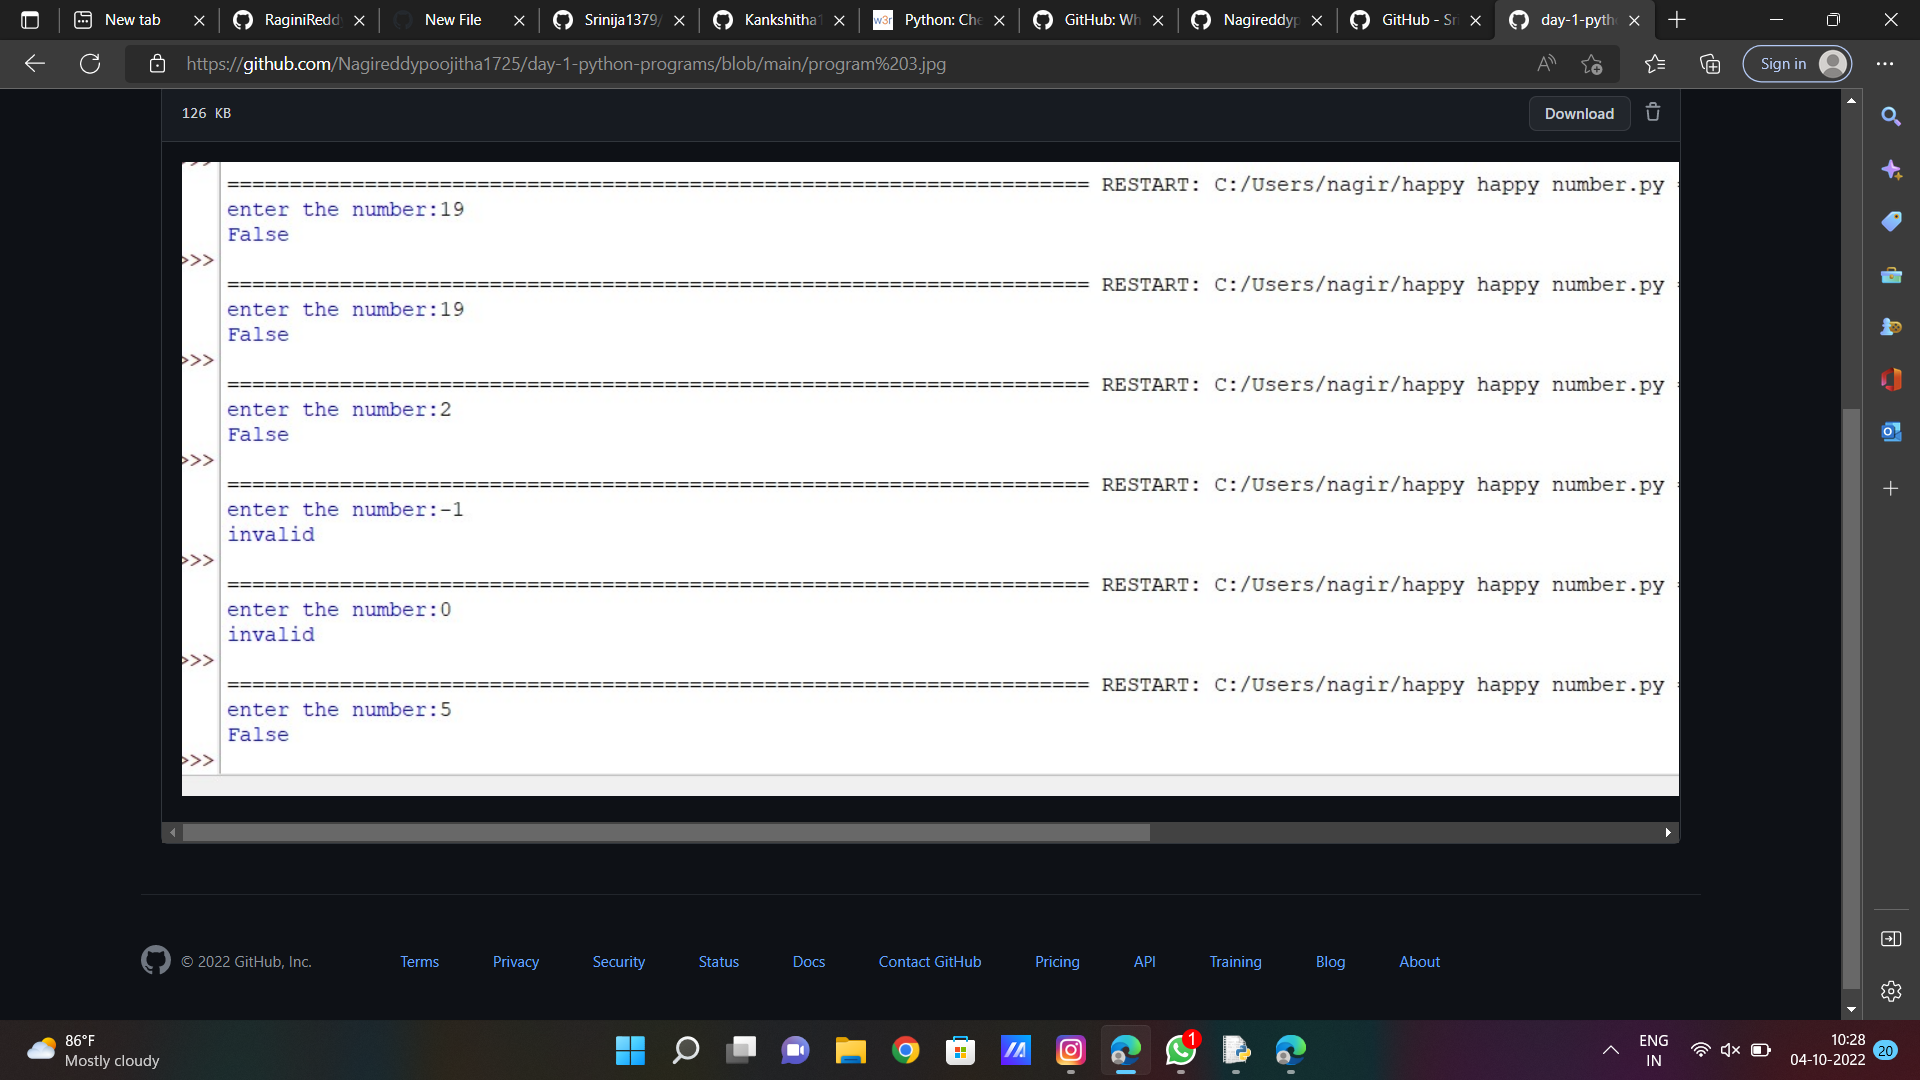 New tab
RaginiRedd
New File
Srinija1379/
Kankshitha1
w3r Python: Che
GitHub: Wh
Nagireddyp
GitHub - Sri
day-1-pyth
https://github.com/Nagireddypoojitha1725/day-1-python-programs/blob/main/program%203.jpg
Sign in
126 KB
Download
>>>
===================================================================== RESTART: C:/Users/nagir/happy happy number.py =
enter the number:19
False
>>>
===================================================================== RESTART: C:/Users/nagir/happy happy number.py =
enter the number:19
False
>>>
===================================================================== RESTART: C:/Users/nagir/happy happy number.py =
enter the number:2
False
>>>
===================================================================== RESTART: C:/Users/nagir/happy happy number.py =
enter the number:-1
invalid
>>>
===================================================================== RESTART: C:/Users/nagir/happy happy number.py =
enter the number:0
invalid
>>>
===================================================================== RESTART: C:/Users/nagir/happy happy number.py =
enter the number:5
False
>>>
© 2022 GitHub, Inc.
Terms
Privacy
Security
Status
Docs
Contact GitHub
Pricing
API
Training
Blog
About
86°F
Mostly cloudy
1
ENG
IN
10:28
04-10-2022
20